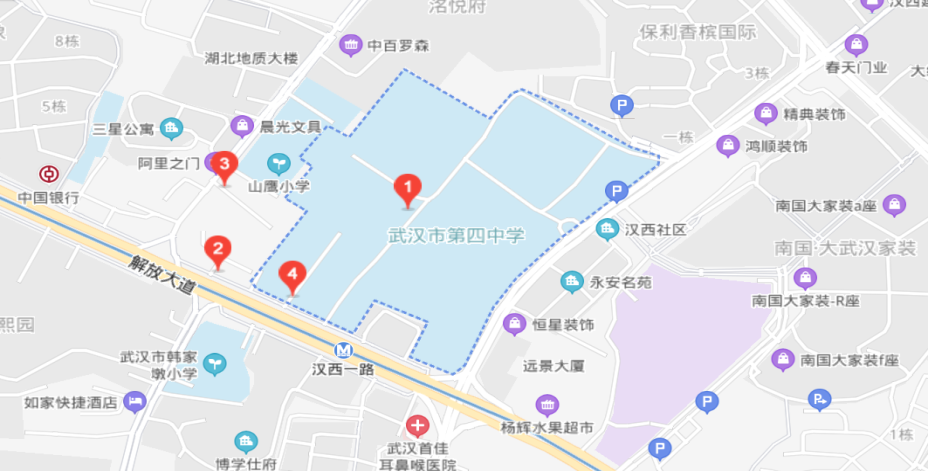 洺悦府
汉西建
8栋
中百罗森
保利香槟国际
湖北地质大楼
春天门业
3栋
大
5栋
P
精典装饰
三星公寓
晨光文具
一栋
鸿顺装饰
阿里之门
3
山鹰小学
1
P
中国银行
南国大家装a座
武汉市第四中学
汉西社区
2
南国·大武汉家装
解放大道
4
永安名苑
南国大家装-R座
熙园
恒星装饰
武汉市韩家
墩小学
M
汉西一路
远景大厦
南国大家装f座
如家快捷酒店
P
P
杨辉水果超市
1栋
博学仕府
武汉首佳
耳鼻喉医院
P